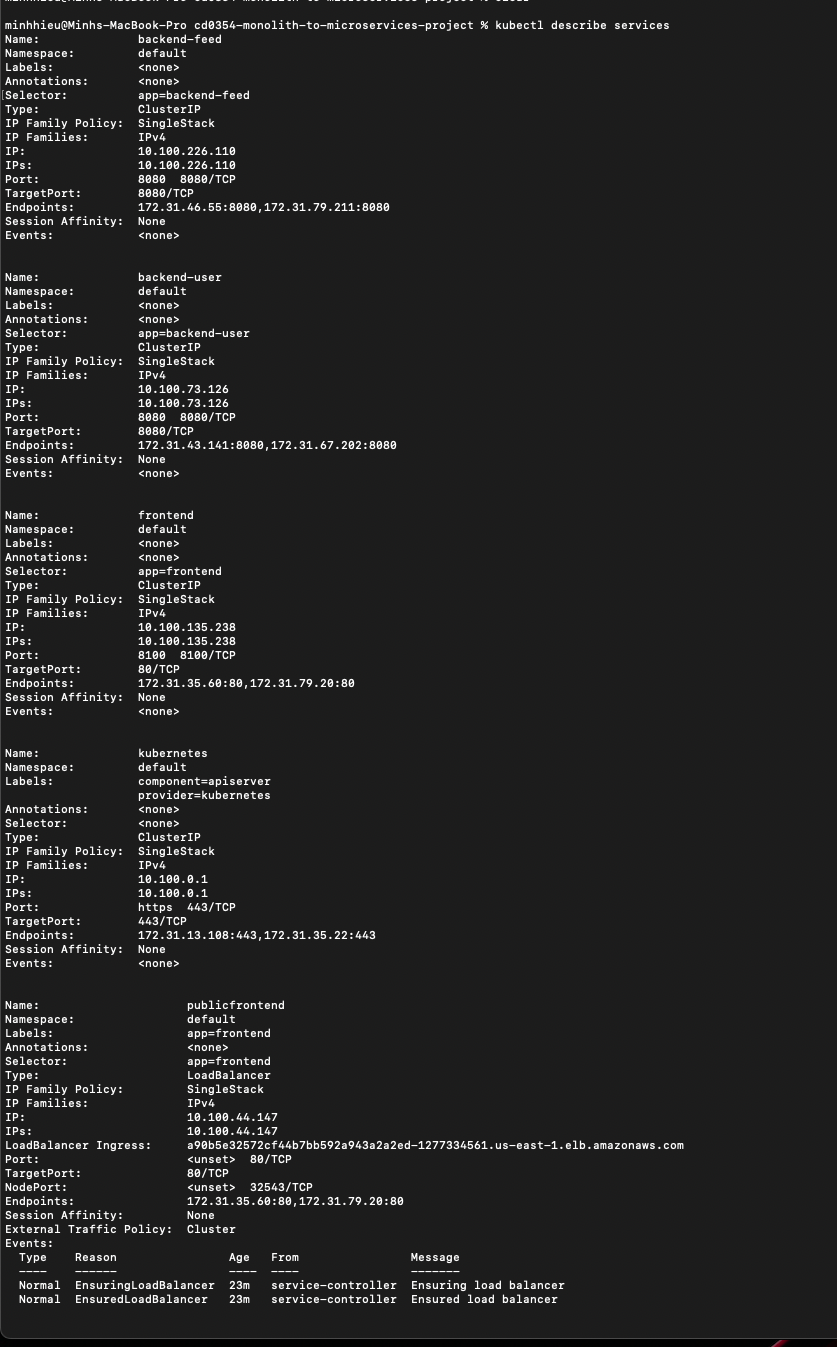 minhhieu@Minhs-MacBook-Pro cd0354-monolith-to-microservices-project % kubectl describe services
Name: backend-feed
Namespace: default
Labels: <none>
Annotations: <none>
Selector: app=backend-feed
Type: ClusterIP
IP Family Policy: SingleStack
IP Families: IPv4
IP: 10.100.226.110
IPs: 10.100.226.110
Port: 8080 8080/TCP
TargetPort: 8080/TCP
Endpoints: 172.31.46.55:8080,172.31.79.211:8080
Session Affinity: None
Events: <none>
Name: backend-user
Namespace: default
Labels: <none>
Annotations: <none>
Selector: app=backend-user
Type: ClusterIP
IP Family Policy: SingleStack
IP Families: IPv4
IP: 10.100.73.126
IPs: 10.100.73.126
Port: 8080 8080/TCP
TargetPort: 8080/TCP
Endpoints: 172.31.43.141:8080,172.31.67.202:8080
Session Affinity: None
Events: <none>
Name: frontend
Namespace: default
Labels: <none>
Annotations: <none>
Selector: app=frontend
Type: ClusterIP
IP Family Policy: SingleStack
IP Families: IPv4
IP: 10.100.135.238
IPs: 10.100.135.238
Port: 8100 8100/TCP
TargetPort: 80/TCP
Endpoints: 172.31.35.60:80,172.31.79.20:80
Session Affinity: None
Events: <none>
Name: kubernetes
Namespace: default
Labels: component=apiserver
provider=kubernetes
Annotations: <none>
Selector: <none>
Type: ClusterIP
IP Family Policy: SingleStack
IP Families: IPv4
IP: 10.100.0.1
IPs: 10.100.0.1
Port: https 443/TCP
TargetPort: 443/TCP
Endpoints: 172.31.13.108:443,172.31.35.22:443
Session Affinity: None
Events: <none>
Name: publicfrontend
Namespace: default
Labels: app=frontend
Annotations: <none>
Selector: app=frontend
Type: LoadBalancer
IP Family Policy: SingleStack
IP Families: IPv4
IP: 10.100.44.147
IPs: 10.100.44.147
LoadBalancer Ingress: a90b5e32572cf44b7bb592a943a2a2ed-1277334561.us-east-1.elb.amazonaws.com
Port: <unset> 80/TCP
TargetPort: 80/TCP
NodePort: <unset> 32543/TCP
Endpoints: 172.31.35.60:80,172.31.79.20:80
Session Affinity: None
External Traffic Policy: Cluster
Events:
Type Reason Age From Message
---- ------ ---- ---- -------
Normal EnsuringLoadBalancer 23m service-controller Ensuring load balancer
Normal EnsuredLoadBalancer 23m service-controller Ensured load balancer